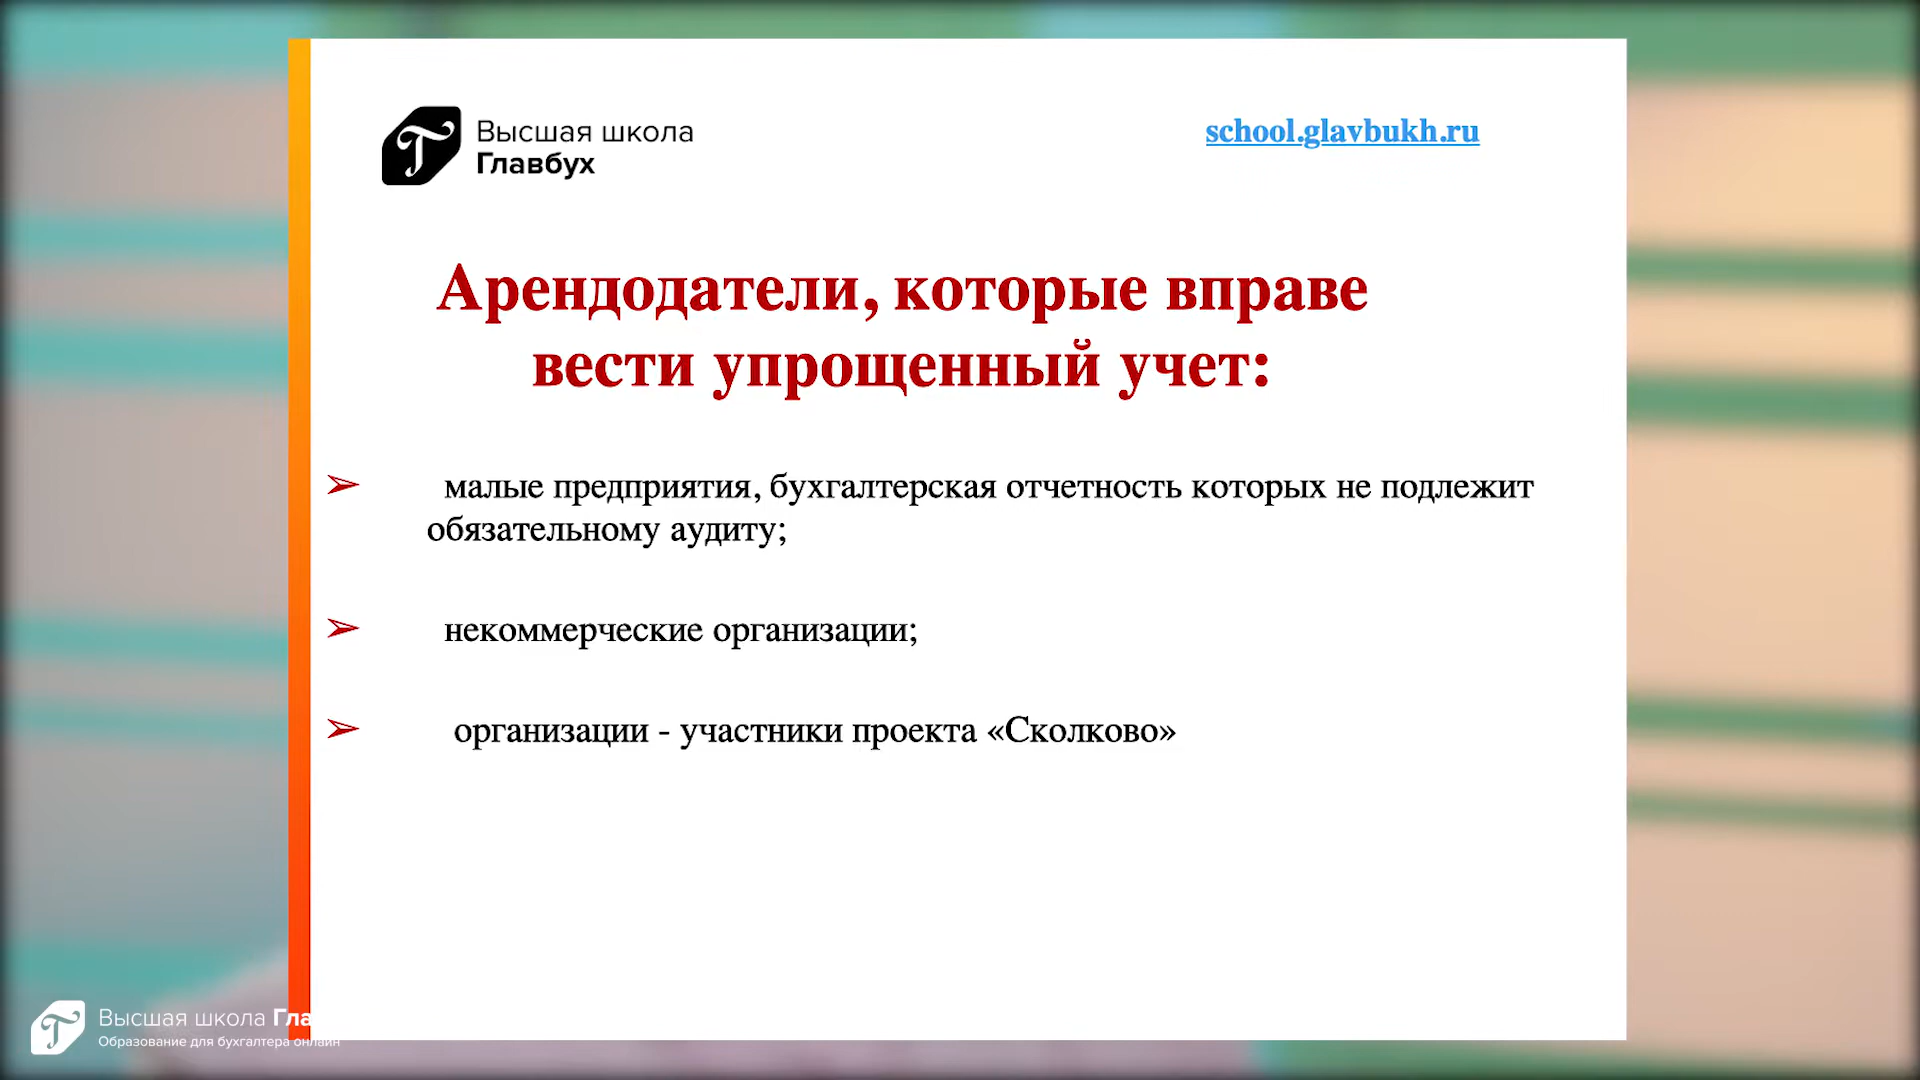 Высшая школа
Главбух
school.glavbukh.ru
Арендодатели, которые вправе
вести упрощенный учет:
➢ малые предприятия, бухгалтерская отчетность которых не подлежит
обязательному аудиту;
➢ некоммерческие организации;
➢ организации - участники проекта «Сколково»
Высшая школа Гла
Образование для бухгалтера онлайн